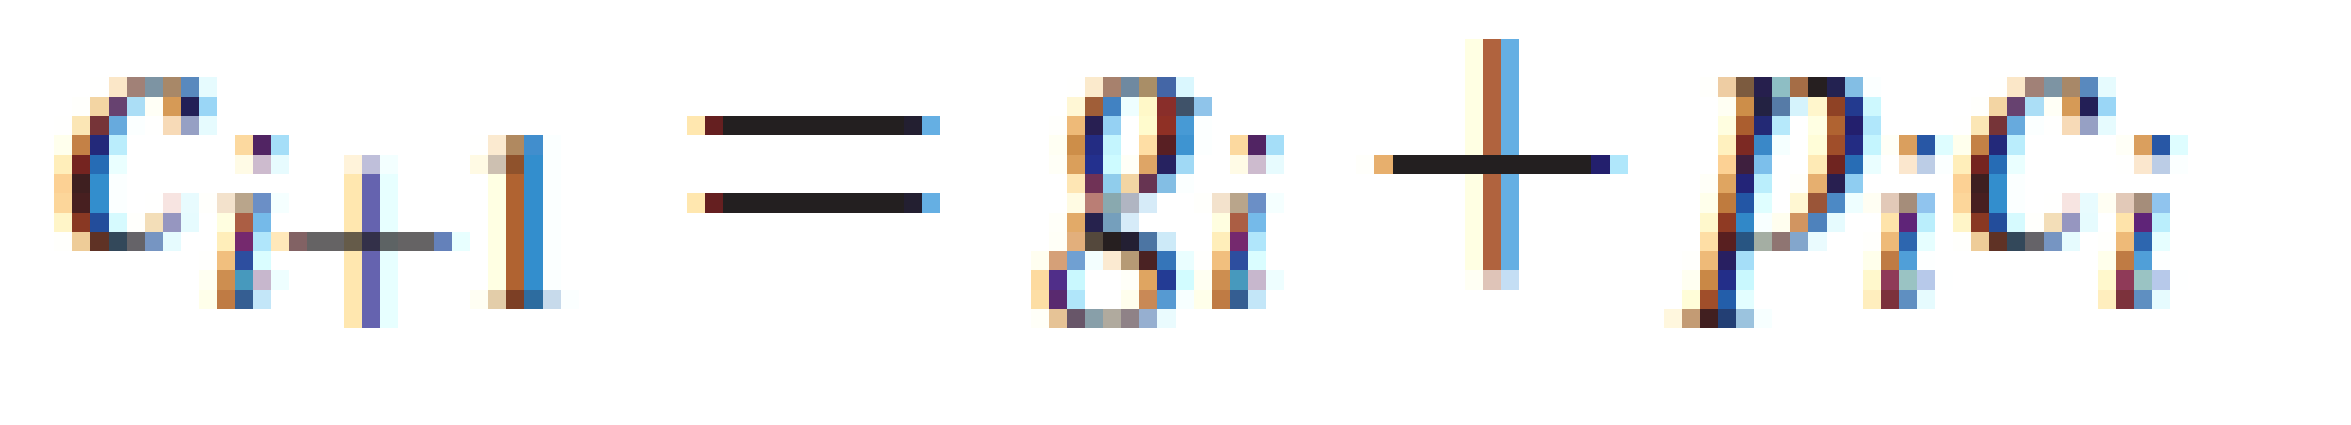 c_{i+1} = g_i + p_i c_i